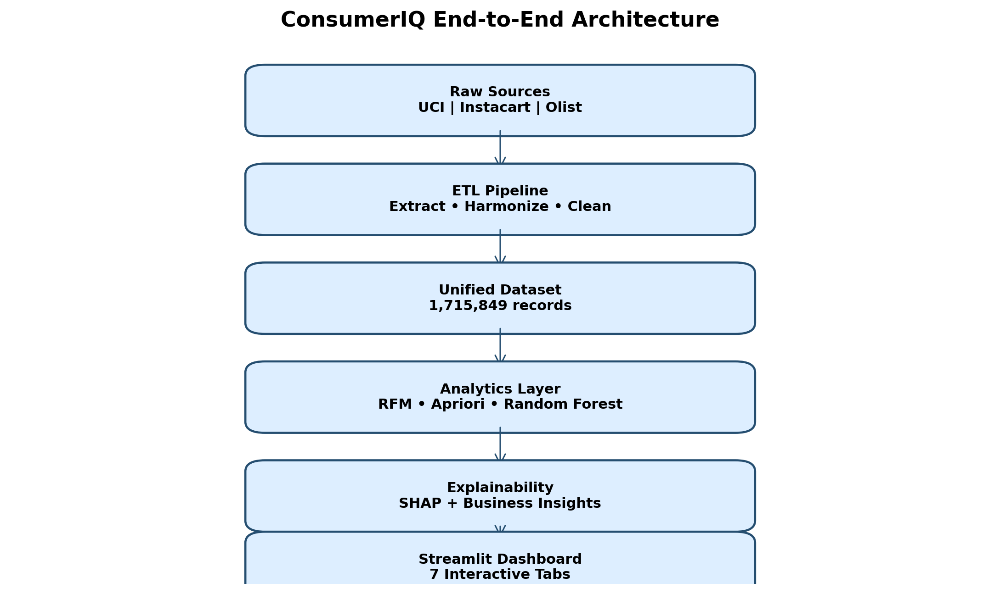 ConsumerIQ End-to-End Architecture
Raw Sources
UCI | Instacart | Olist
ETL Pipeline
Extract • Harmonize • Clean
Unified Dataset
1,715,849 records
Analytics Layer
RFM • Apriori • Random Forest
Explainability
SHAP + Business Insights
Streamlit Dashboard
7 Interactive Tabs